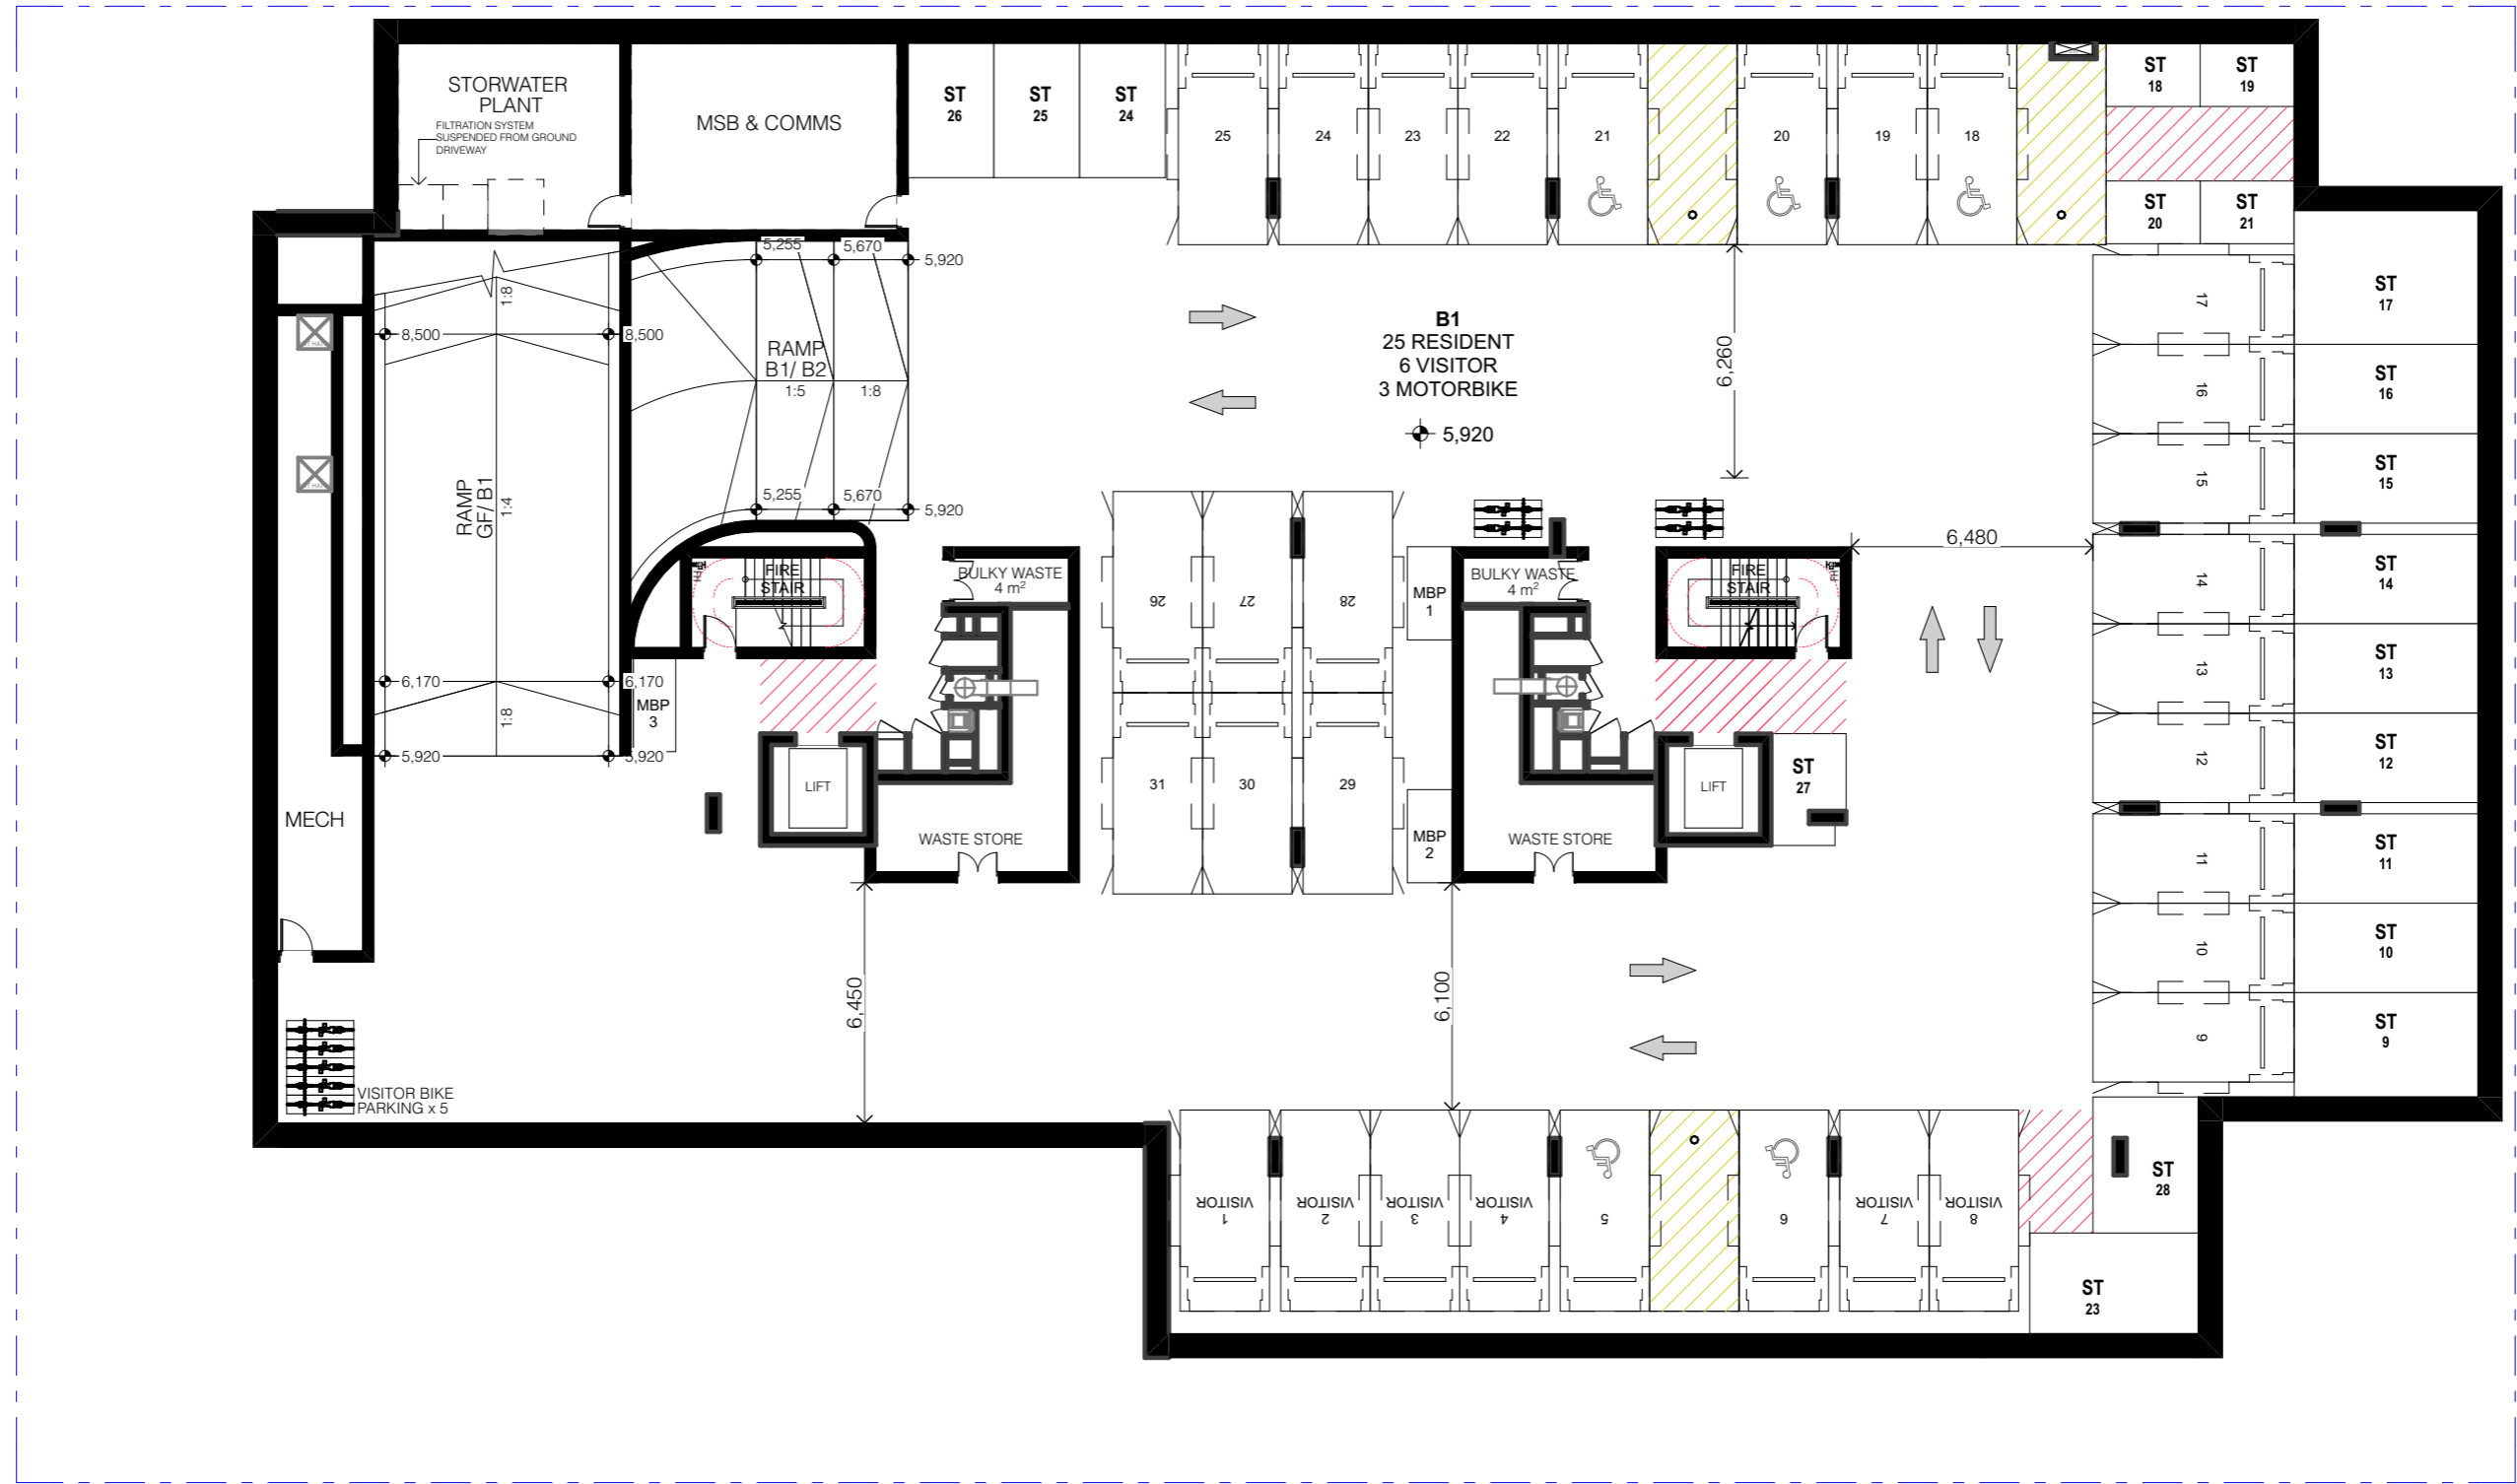 STORWATER
PLANT
FILTRATION SYSTEM
SUSPENDED FROM GROUND
DRIVEWAY
MSB & COMMS
ST
26
ST
25
ST
24
25
24
23
22
21
20
19
18
ST
18
ST
19
ST
20
ST
21
5,255
5,670
5,920
1:8
8,500
8,500
RAMP
B1/ B2
1:5
1:8
5,255
5,670
5,920
RAMP
GF/ B1
1:4
6,170
6,170
1:8
5,920
5,920
B1
25 RESIDENT
6 VISITOR
3 MOTORBIKE
5,920
6,260
6,480
17
ST
17
16
ST
16
15
ST
15
14
ST
14
13
ST
13
12
ST
12
11
ST
11
10
ST
10
9
ST
9
FIRE
STAIR
FH
BULKY WASTE
4 m²
26
27
28
MBP
1
BULKY WASTE
4 m²
FIRE
STAIR
FH
MBP
3
LIFT
WASTE STORE
31
30
29
MBP
2
WASTE STORE
LIFT
ST
27
MECH
6,450
6,100
VISITOR BIKE
PARKING x 5
VISITOR
1
VISITOR
2
VISITOR
3
VISITOR
4
5
6
VISITOR
7
VISITOR
8
ST
28
ST
23